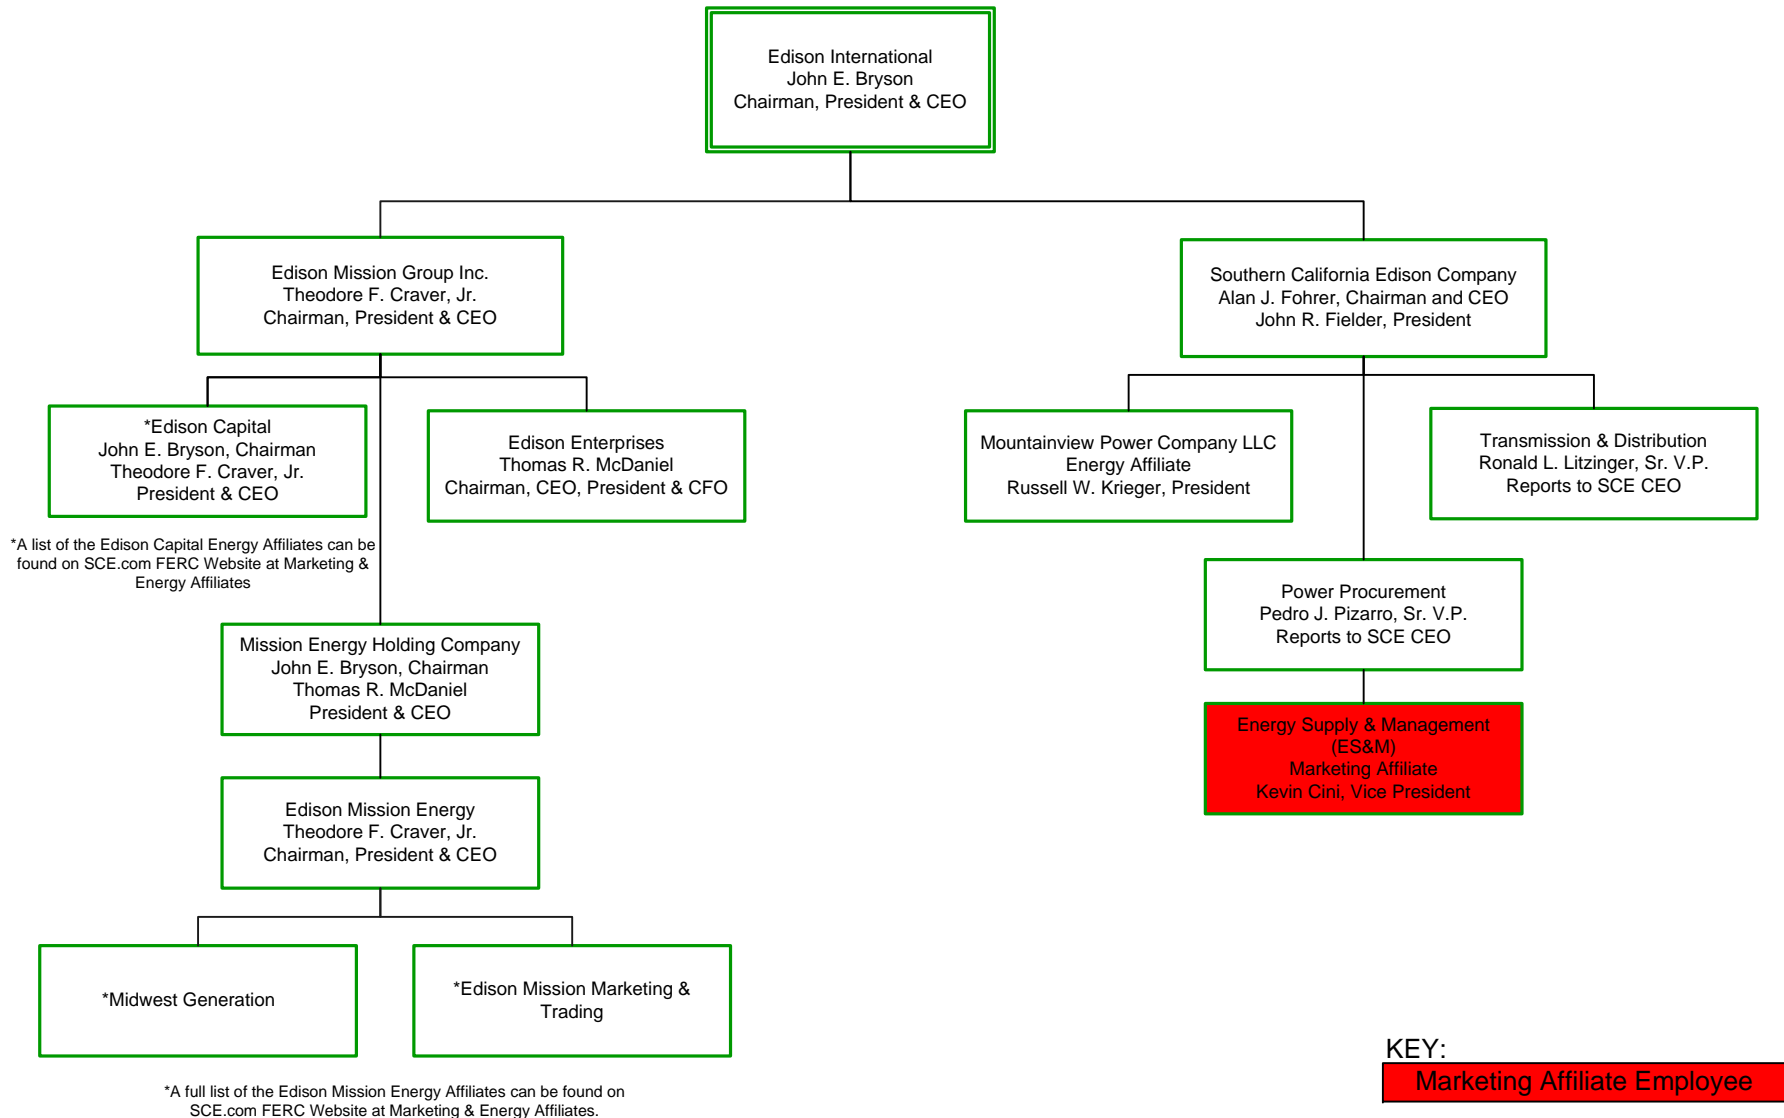 Edison International
John E. Bryson
Chairman, President & CEO
Edison Mission Group Inc.
Theodore F. Craver, Jr.
Chairman, President & CEO
Southern California Edison Company
Alan J. Fohrer, Chairman and CEO
John R. Fielder, President
*Edison Capital
John E. Bryson, Chairman
Theodore F. Craver, Jr.
President & CEO
Edison Enterprises
Thomas R. McDaniel
Chairman, CEO, President & CFO
Mountainview Power Company LLC
Energy Affiliate
Russell W. Krieger, President
Transmission & Distribution
Ronald L. Litzinger, Sr. V.P.
Reports to SCE CEO
*A list of the Edison Capital Energy Affiliates can be
found on SCE.com FERC Website at Marketing &
Energy Affiliates
Power Procurement
Pedro J. Pizarro, Sr. V.P.
Reports to SCE CEO
Mission Energy Holding Company
John E. Bryson, Chairman
Thomas R. McDaniel
President & CEO
Energy Supply & Management
(ES&M)
Marketing Affiliate
Kevin Cini, Vice President
Edison Mission Energy
Theodore F. Craver, Jr.
Chairman, President & CEO
*Midwest Generation
*Edison Mission Marketing &
Trading
*A full list of the Edison Mission Energy Affiliates can be found on
SCE.com FERC Website at Marketing & Energy Affiliates.
KEY:
Marketing Affiliate Employee